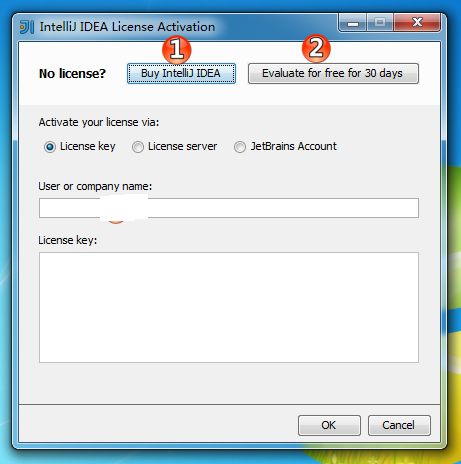 IntelliJ IDEA License Activation
1 2
No license? Buy IntelliJ IDEA Evaluate for free for 30 days
Activate your license via:
License key License server JetBrains Account
User or company name:
License key:
OK Cancel